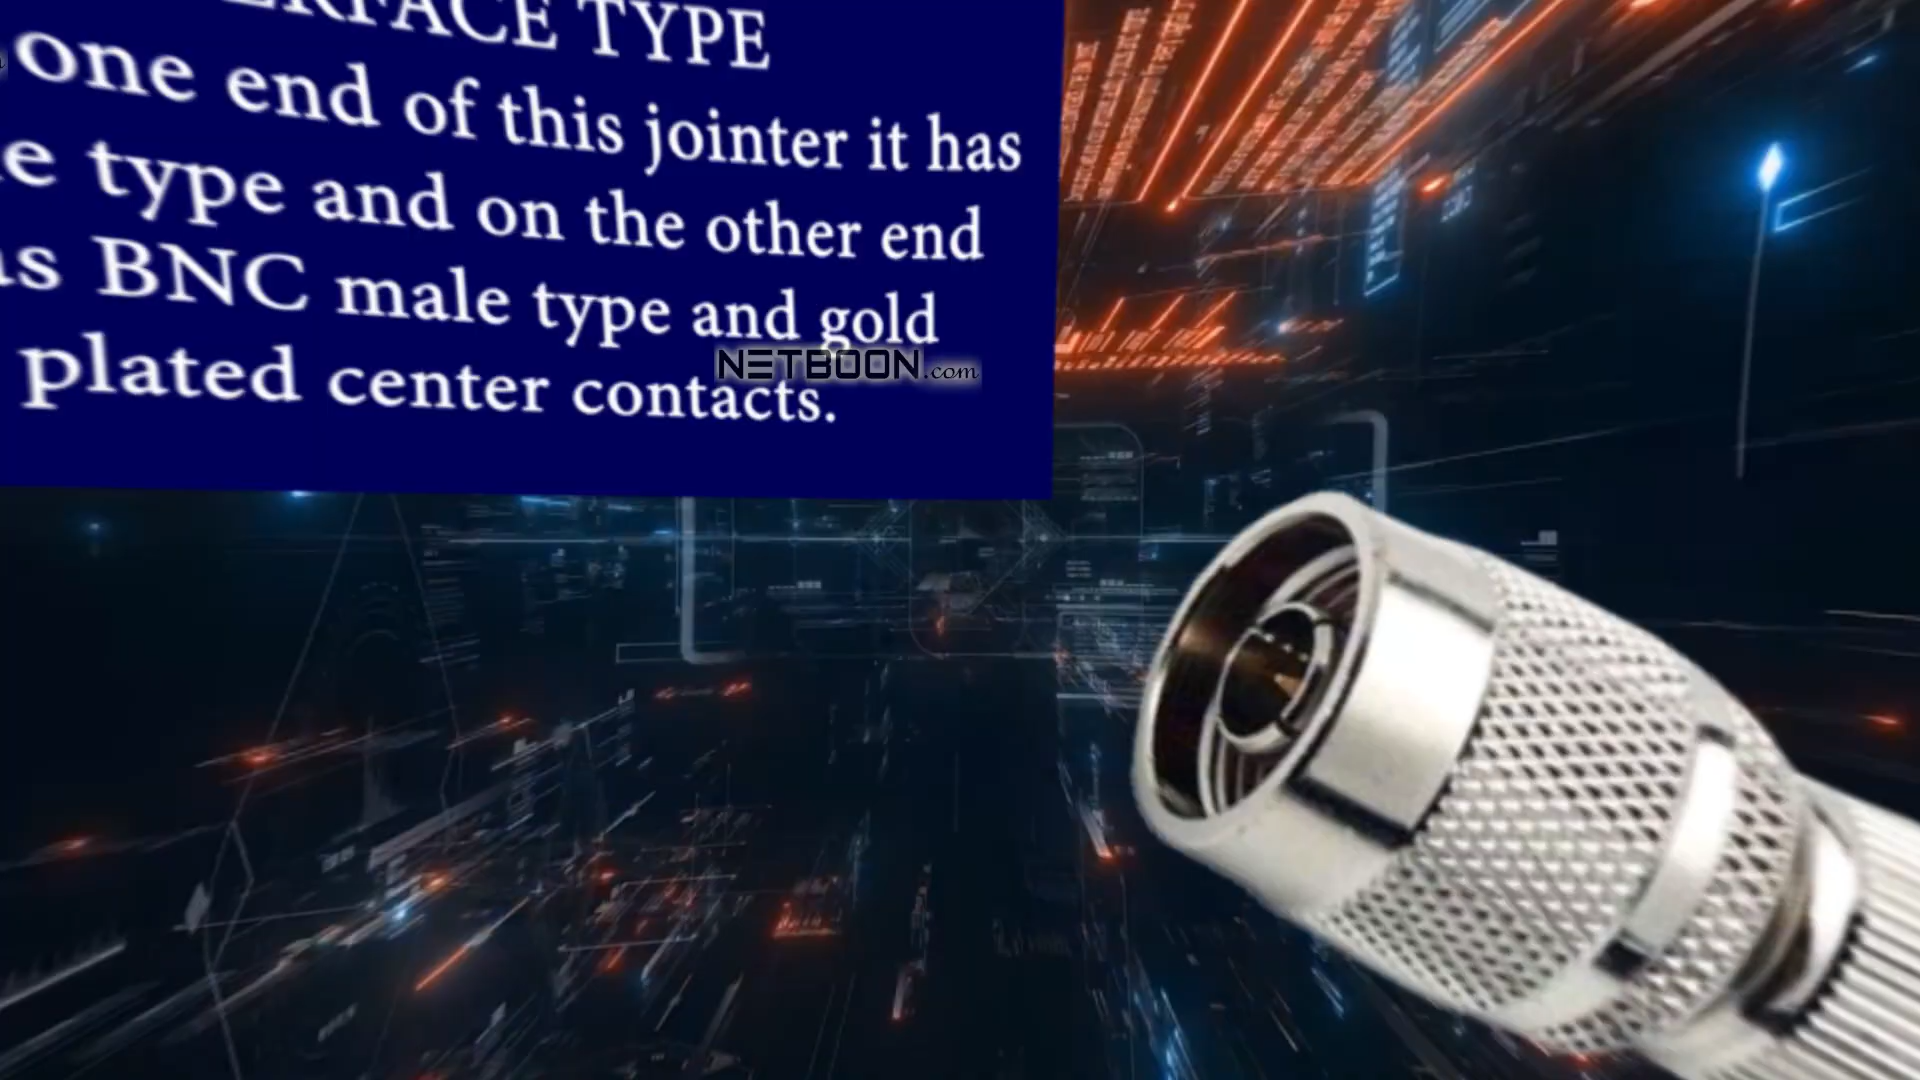 TYPE
one end of this jointer it has
type and on the other end
BNC male type and gold
plated center contacts.
NETBOON.com